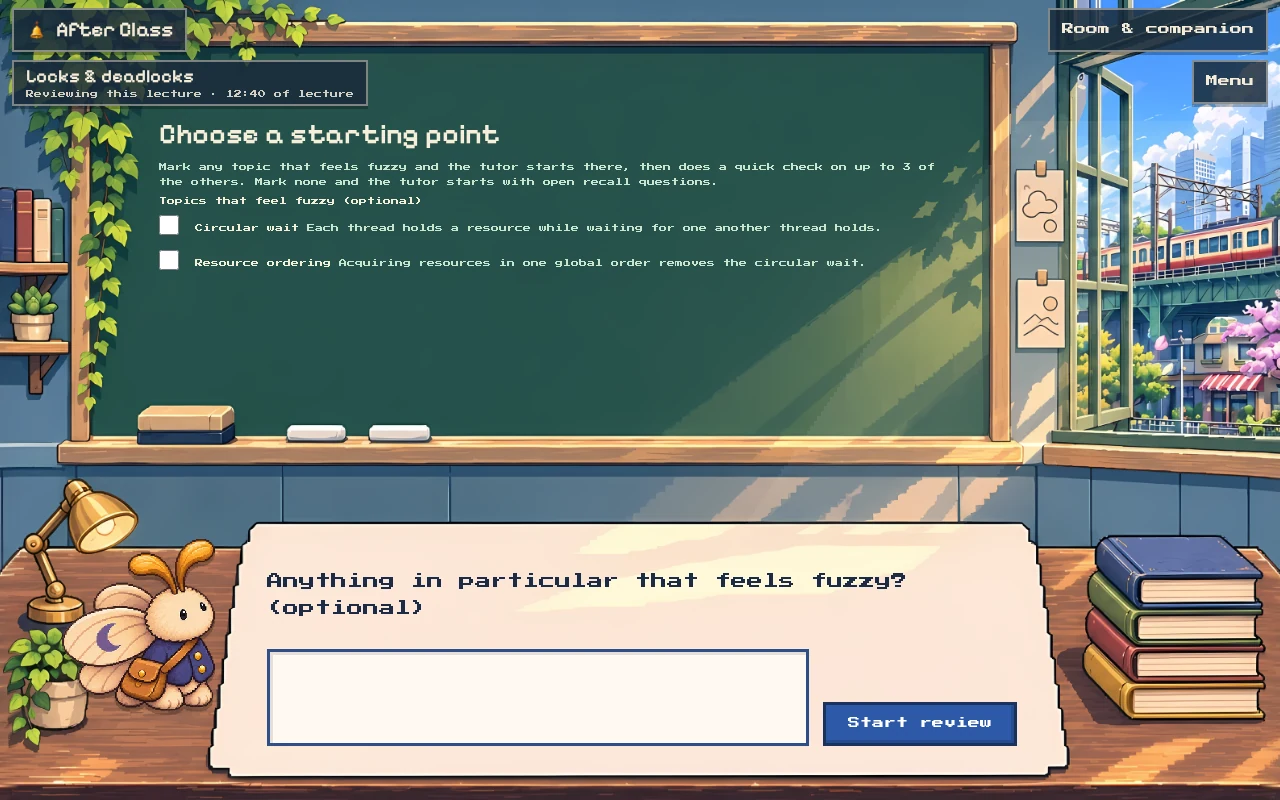 After Class
Room & companion
Locks & deadlocks
Reviewing this lecture · 12:40 of lecture
Menu
Choose a starting point
Mark any topic that feels fuzzy and the tutor starts there, then does a quick check on up to 3 of
the others. Mark none and the tutor starts with open recall questions.
Topics that feel fuzzy (optional)
Circular wait Each thread holds a resource while waiting for one another thread holds.
Resource ordering Acquiring resources in one global order removes the circular wait.
Anything in particular that feels fuzzy?
(optional)
Start review